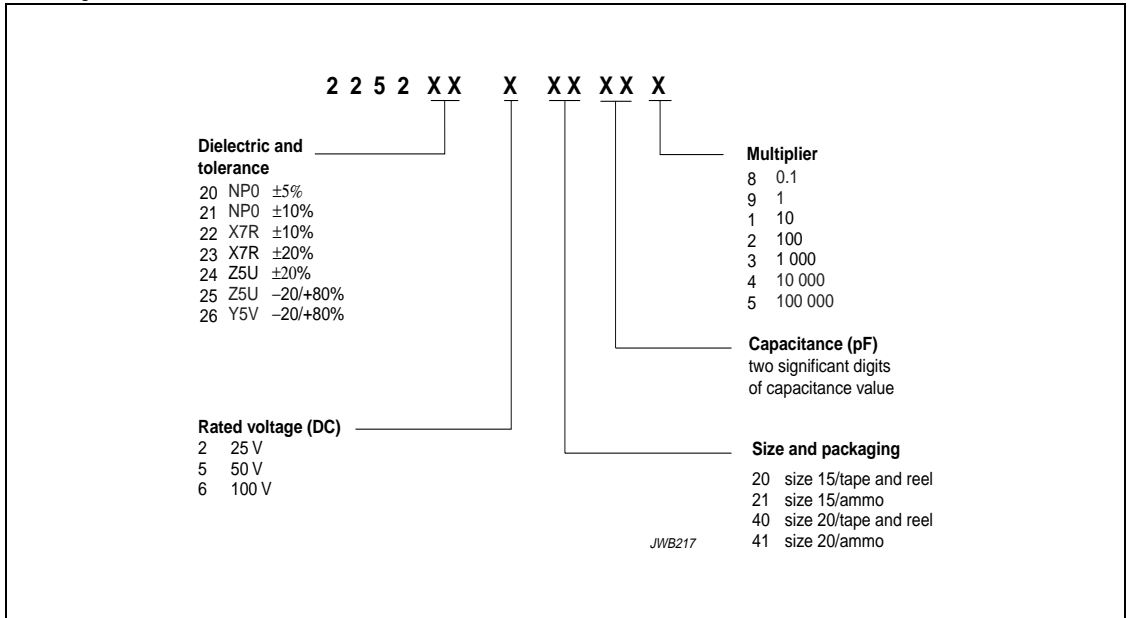 2 2 5 2 X X X X X X X X
Dielectric and
tolerance
20 NP0 ±5%
21 NP0 ±10%
22 X7R ±10%
23 X7R ±20%
24 Z5U ±20%
25 Z5U −20/+80%
26 Y5V −20/+80%
Rated voltage (DC)
2 25 V
5 50 V
6 100 V
Multiplier
8 0.1
9 1
1 10
2 100
3 1 000
4 10 000
5 100 000
Capacitance (pF)
two significant digits
of capacitance value
Size and packaging
20 size 15/tape and reel
21 size 15/ammo
40 size 20/tape and reel
41 size 20/ammo
JWB217